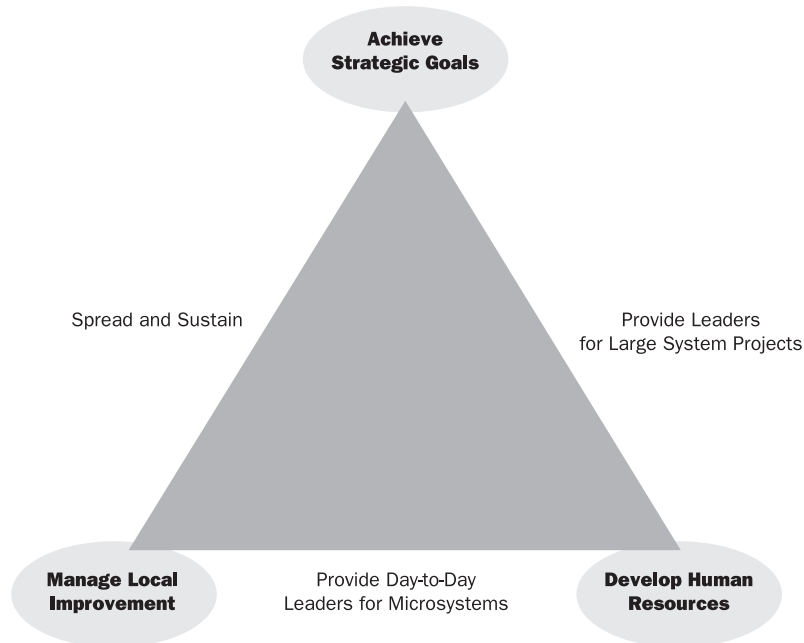 Achieve
Strategic Goals
Spread and Sustain
Provide Leaders
for Large System Projects
Manage Local
Improvement
Provide Day-to-Day
Leaders for Microsystems
Develop Human
Resources